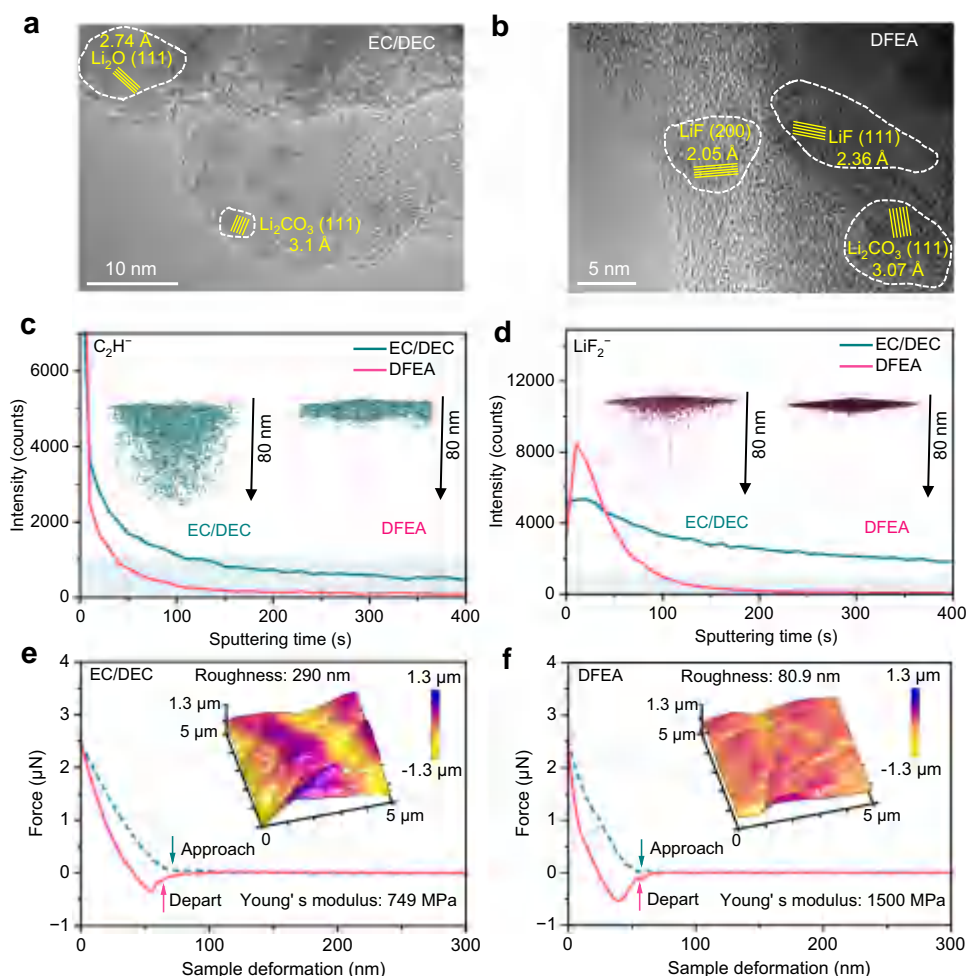 a
2.74 Å
Li₂O (111)
EC/DEC
Li₂CO₃ (111)
3.1 Å
10 nm
b
DFEA
LiF (200)
2.05 Å
LiF (111)
2.36 Å
Li₂CO₃ (111)
3.07 Å
5 nm
c
C₂H⁻
EC/DEC
DFEA
80 nm
80 nm
EC/DEC
DFEA
Intensity (counts)
6000
4000
2000
0
0 100 200 300 400
Sputtering time (s)
d
LiF₂⁻
EC/DEC
DFEA
80 nm
80 nm
EC/DEC
DFEA
Intensity (counts)
12000
8000
4000
0
0 100 200 300 400
Sputtering time (s)
e
EC/DEC
Roughness: 290 nm
1.3 µm
5 µm
0
5 µm
1.3 µm
-1.3 µm
Approach
Depart
Young' s modulus: 749 MPa
Force (µN)
4
3
2
1
0
−1
0 100 200 300
Sample deformation (nm)
f
DFEA
Roughness: 80.9 nm
1.3 µm
5 µm
0
5 µm
1.3 µm
-1.3 µm
Approach
Depart
Young' s modulus: 1500 MPa
Force (µN)
4
3
2
1
0
−1
0 100 200 300
Sample deformation (nm)